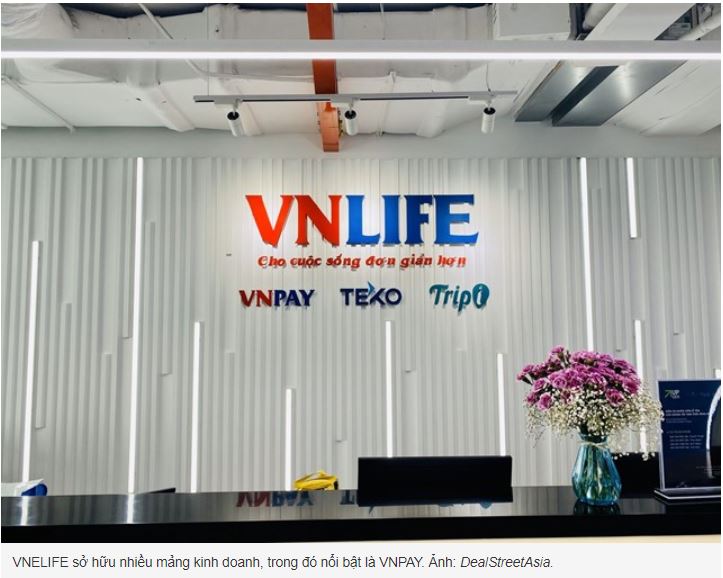 VNLIFE
Cho cuộc sống đơn giản hơn
VNPAY TEKO Tripi
VNPAY
VNELIFE sở hữu nhiều mảng kinh doanh, trong đó nổi bật là VNPAY. Ảnh: DealStreetAsia.